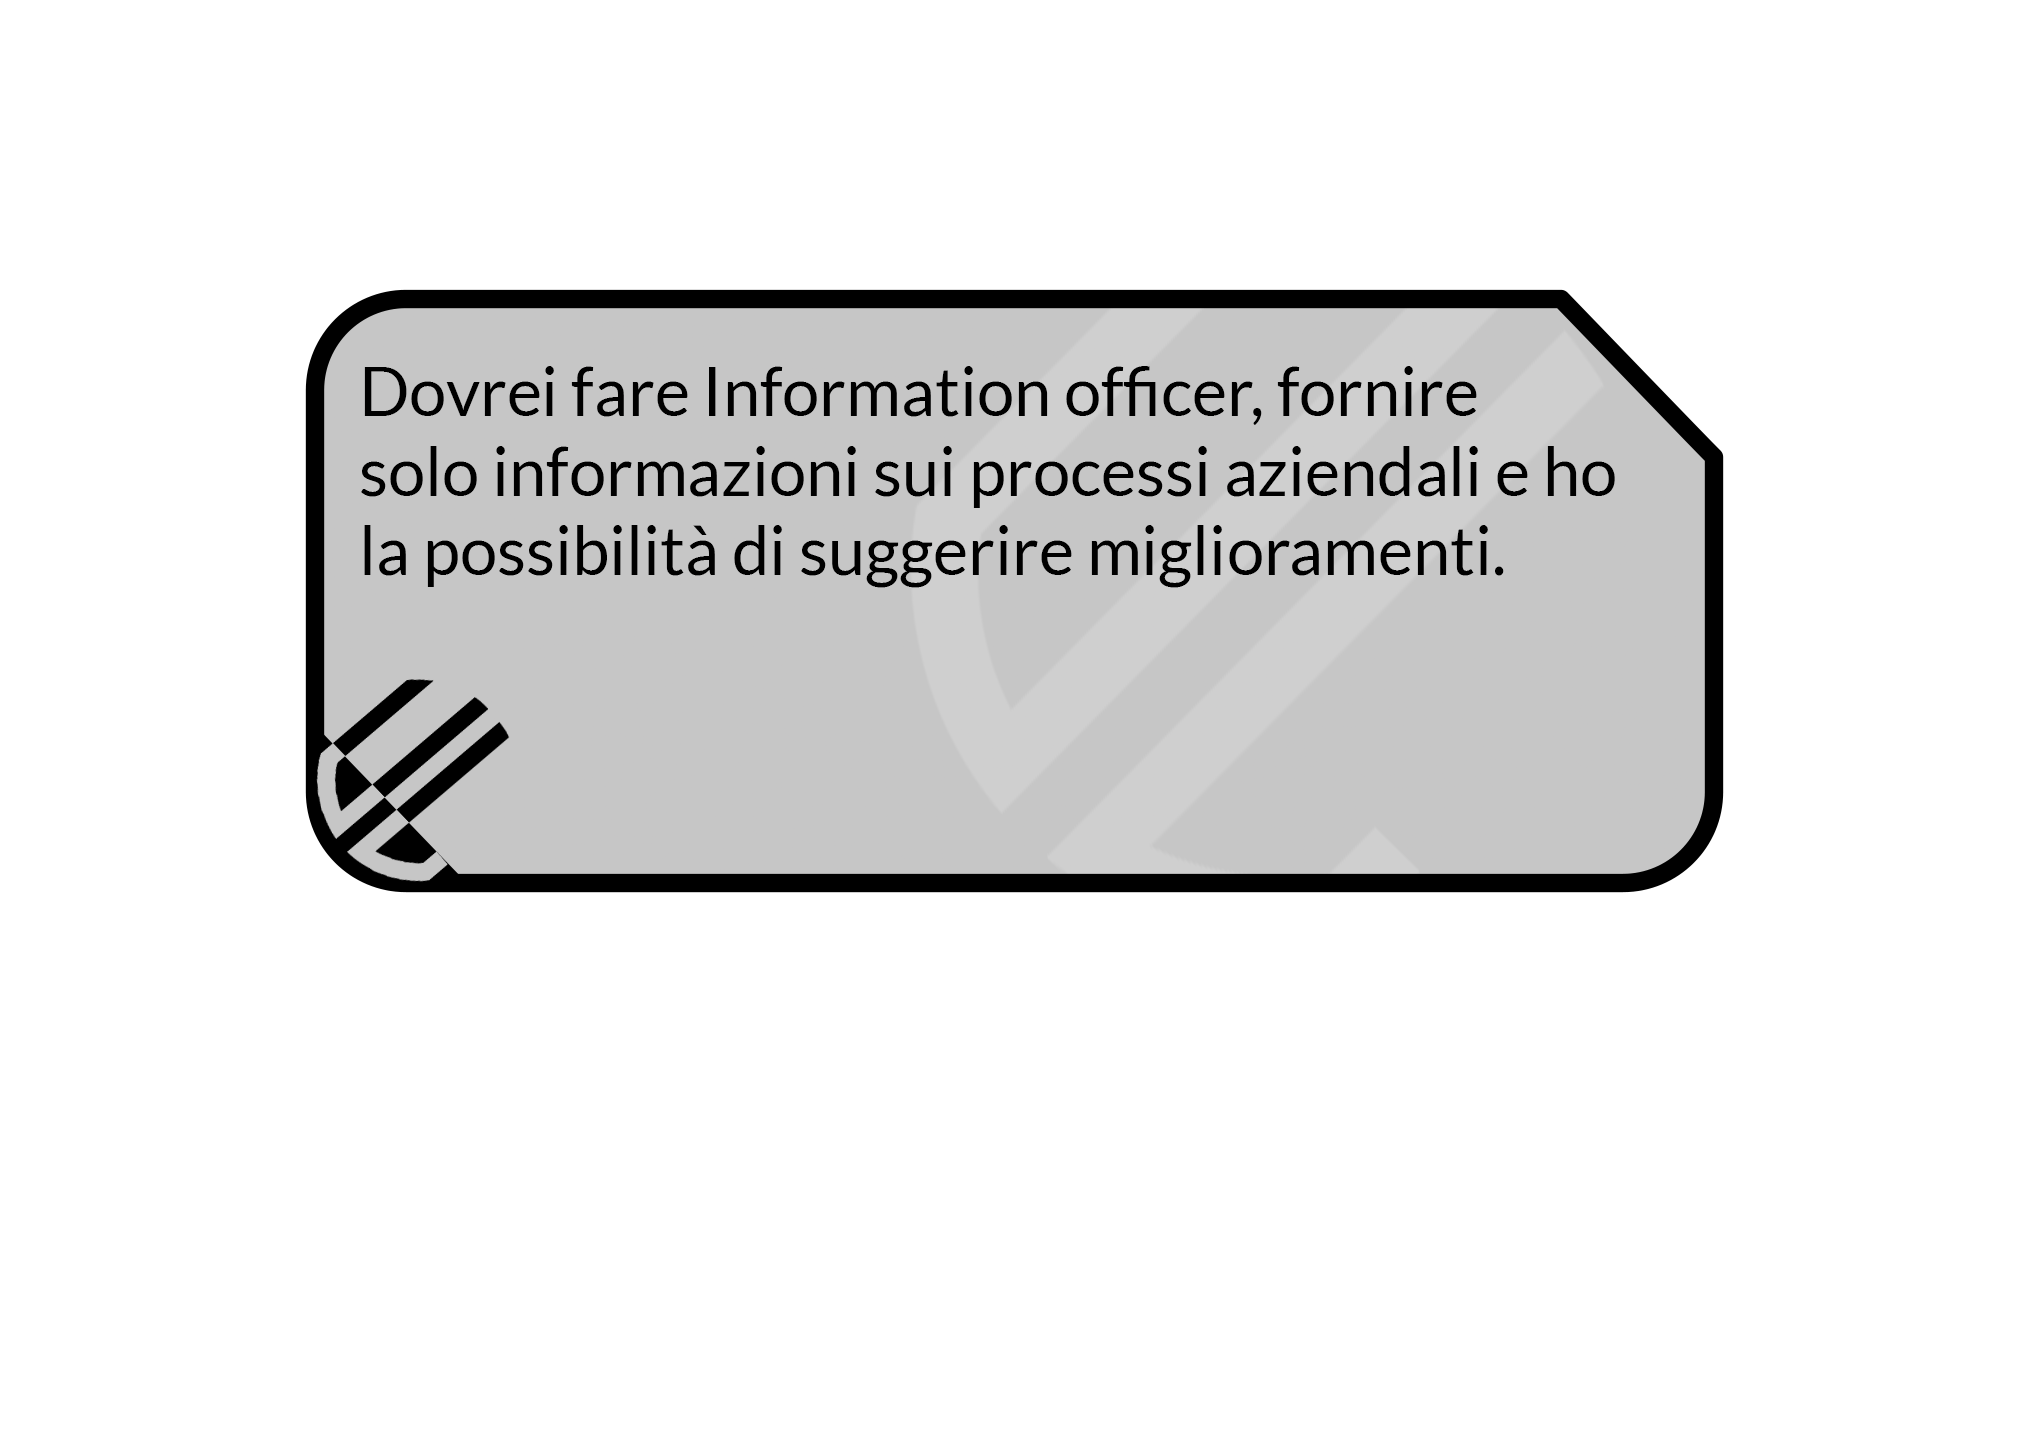 Dovrei fare Information officer, fornire
solo informazioni sui processi aziendali e ho
la possibilità di suggerire miglioramenti.